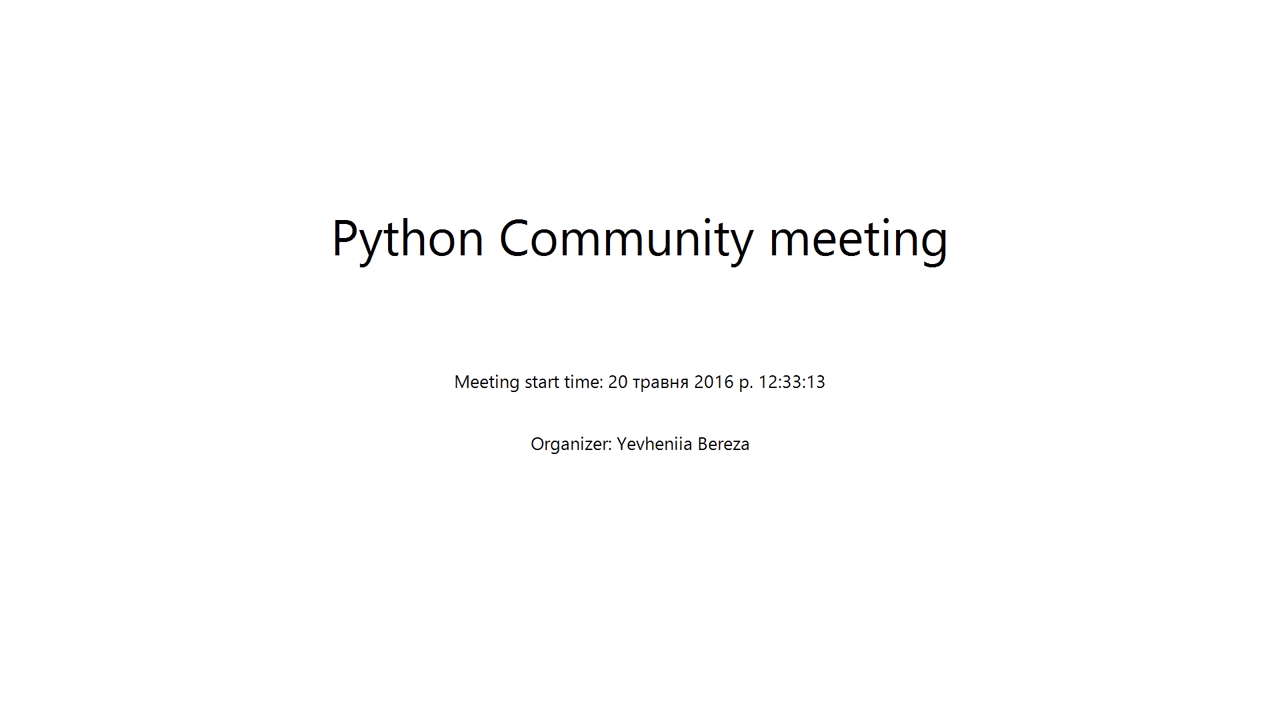 Python Community meeting
Meeting start time: 20 травня 2016 р. 12:33:13
Organizer: Yevheniia Bereza